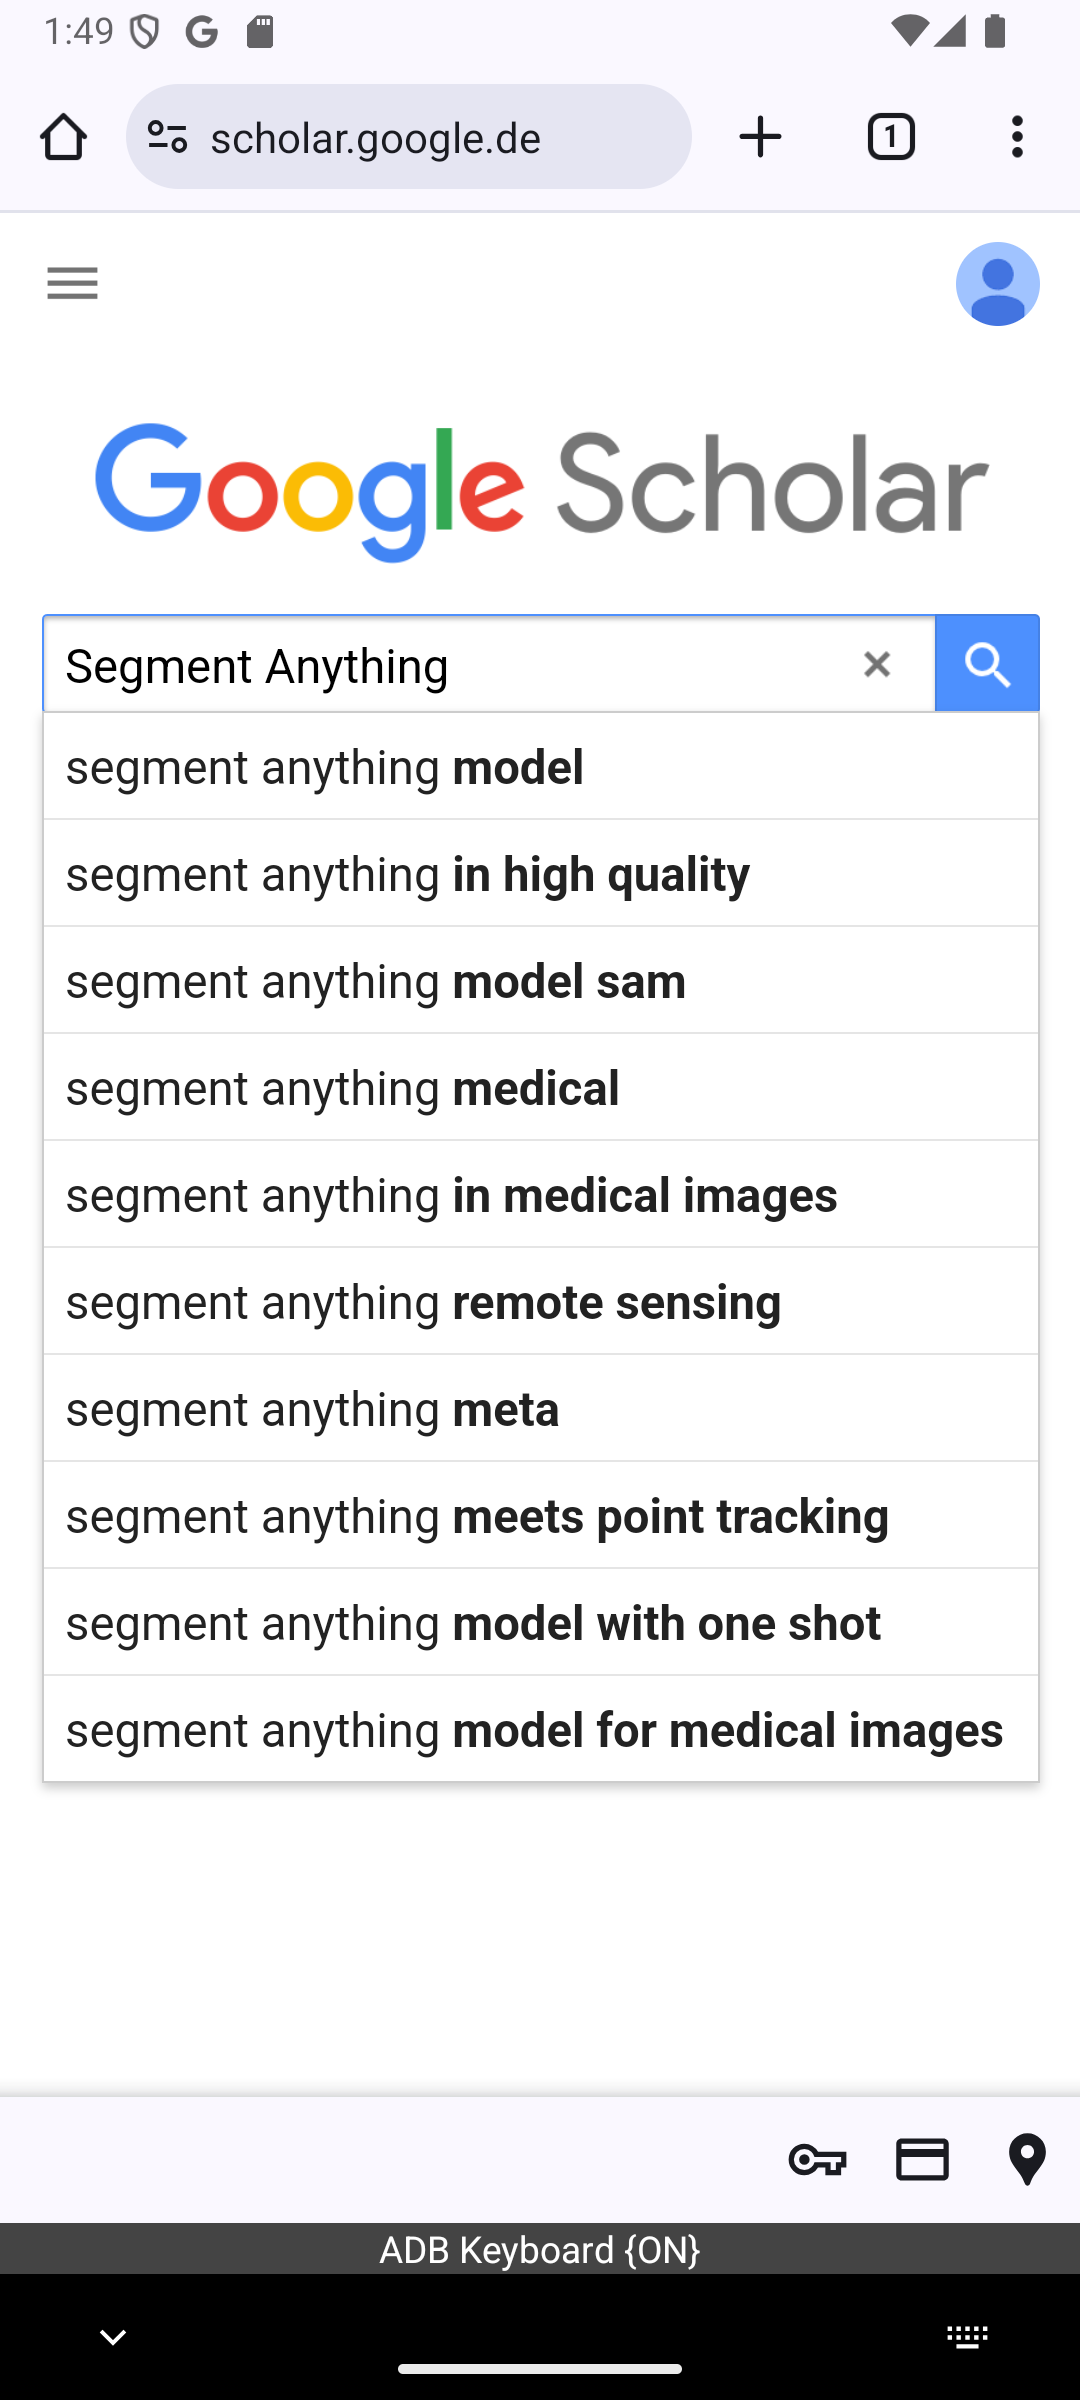 1:49
scholar.google.de
1
Google Scholar
Segment Anything
segment anything model
segment anything in high quality
segment anything model sam
segment anything medical
segment anything in medical images
segment anything remote sensing
segment anything meta
segment anything meets point tracking
segment anything model with one shot
segment anything model for medical images
ADB Keyboard {ON}